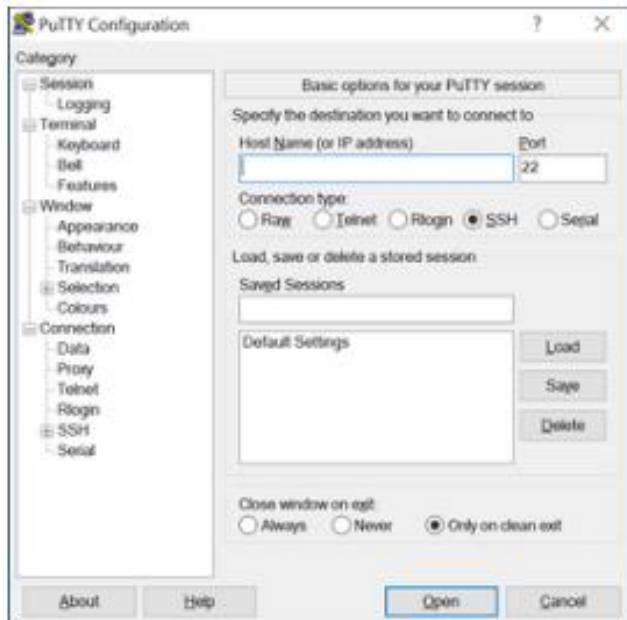 PuTTY Configuration
? ×
Category
Session
Logging
Terminal
Keyboard
Bell
Features
Window
Appearance
Behaviour
Translation
Selection
Colours
Connection
Data
Proxy
Telnet
Rlogin
SSH
Serial
Basic options for your PuTTY session
Specify the destination you want to connect to
Host Name (or IP address) Port
22
Connection type:
Raw Telnet Rlogin SSH Serial
Load, save or delete a stored session
Saved Sessions
Default Settings
Load
Save
Delete
Close window on exit:
Always Never Only on clean exit
About Help Open Cancel